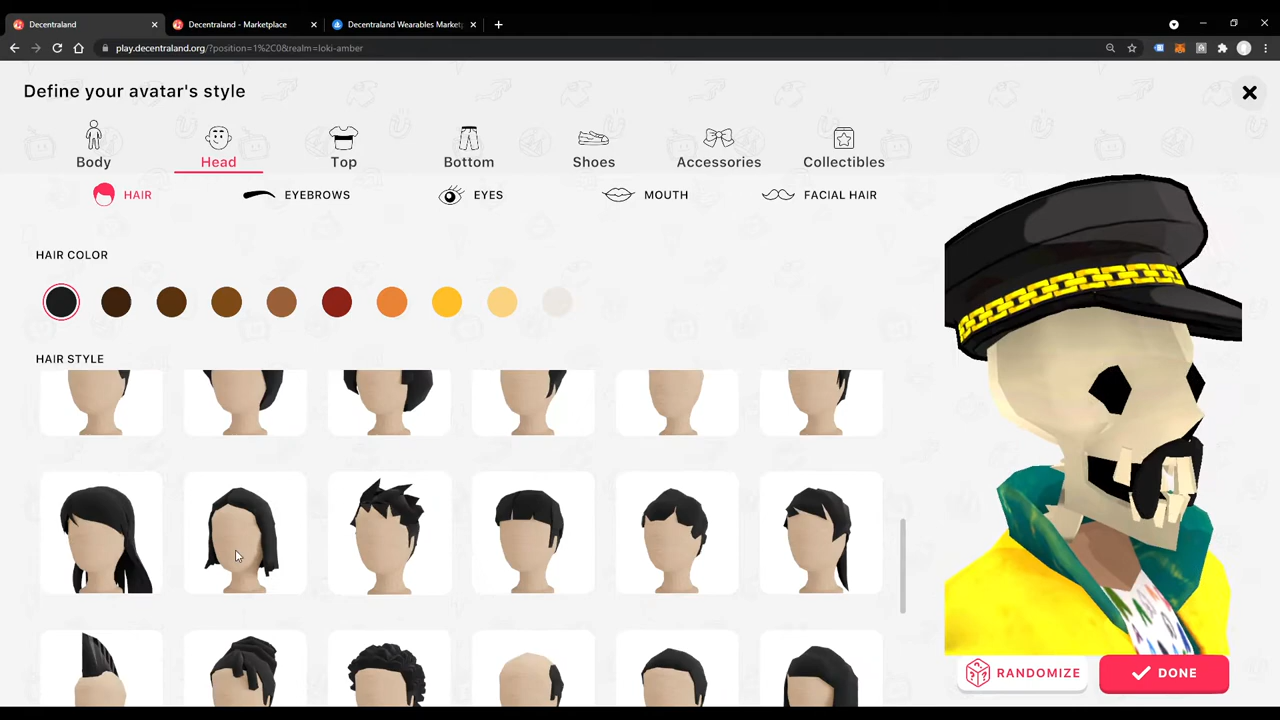 Decentraland
Decentraland - Marketplace
Decentraland Wearables Market
play.decentraland.org/?position=1%2C0&realm=loki-amber
Define your avatar's style
Body
Head
Top
Bottom
Shoes
Accessories
Collectibles
HAIR
EYEBROWS
EYES
MOUTH
FACIAL HAIR
HAIR COLOR
HAIR STYLE
RANDOMIZE
DONE